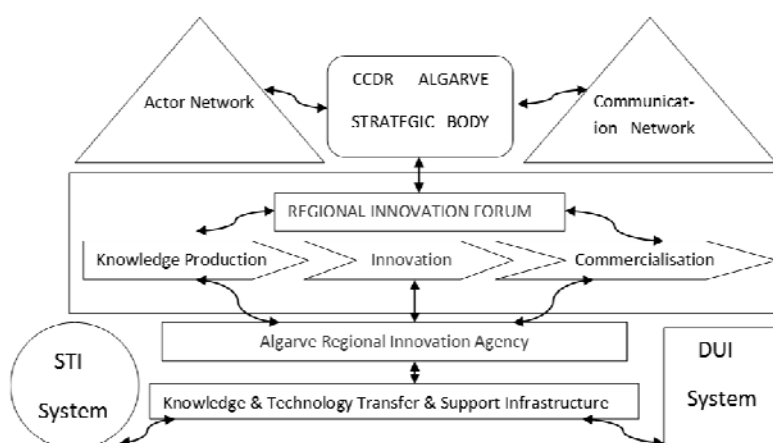 Actor Network
CCDR ALGARVE
STRATEGIC BODY
Communicat-
ion Network
REGIONAL INNOVATION FORUM
Knowledge Production
Innovation
Commercialisation
Algarve Regional Innovation Agency
STI
System
DUI
System
Knowledge & Technology Transfer & Support Infrastructure